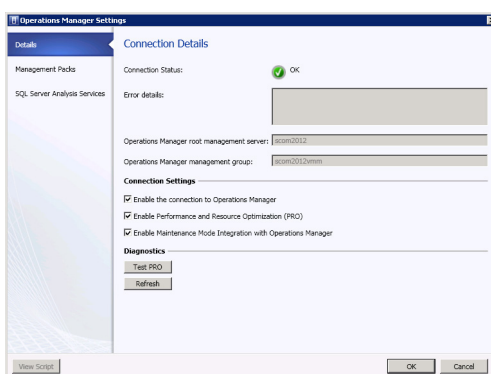 Operations Manager Settings
Details
Management Packs
SQL Server Analysis Services
Connection Details
Connection Status:
OK
Error details:
Operations Manager root management server:
scom2012
Operations Manager management group:
scom2012vmm
Connection Settings
Enable the connection to Operations Manager
Enable Performance and Resource Optimization (PRO)
Enable Maintenance Mode Integration with Operations Manager
Diagnostics
Test PRO
Refresh
View Script
OK
Cancel